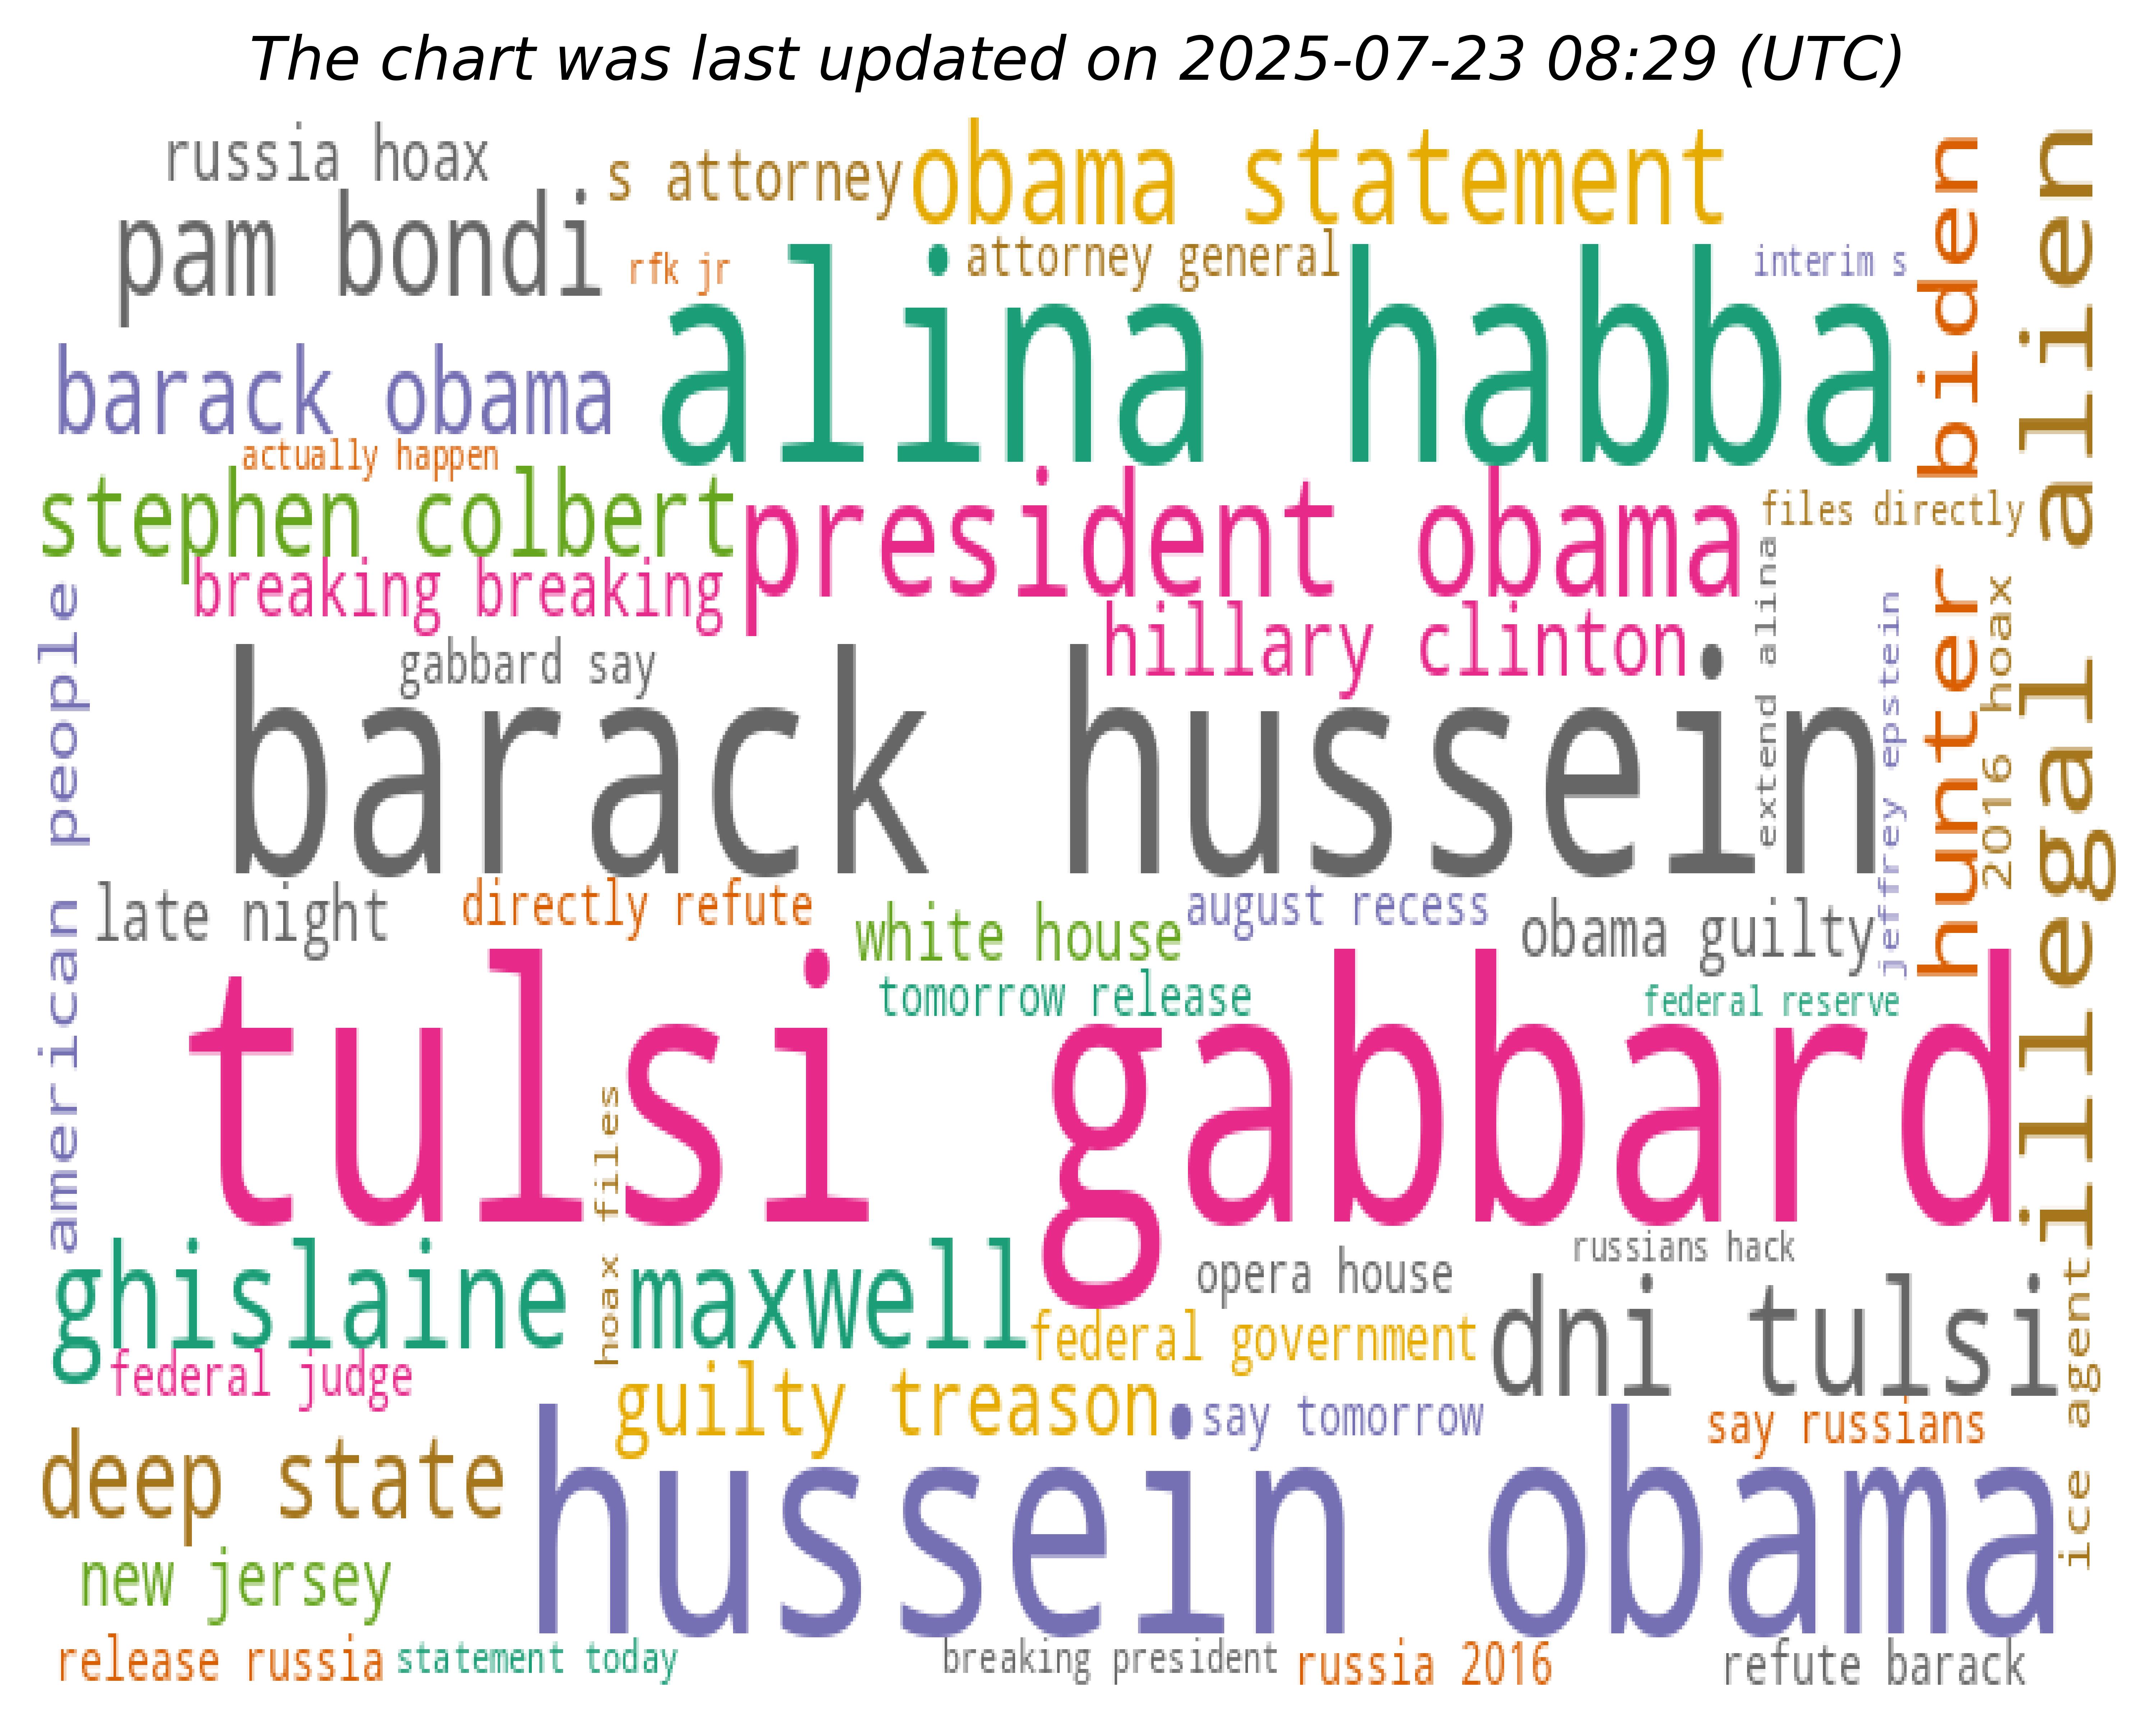 The chart was last updated on 2025-07-23 08:29 (UTC)
russia hoax
s attorney
obama statement
pam bondi
rfk jr
attorney general
interim s
alina habba
hunter biden
illegal alien
barack obama
actually happen
stephen colbert
president obama
files directly
breaking breaking
hillary clinton
extend alina
jeffrey epstein
2016 hoax
american people
gabbard say
barack hussein
late night
directly refute
white house
august recess
obama guilty
tomorrow release
federal reserve
tulsi gabbard
hoax files
ghislaine maxwell
opera house
russians hack
federal government
dni tulsi
ice agent
federal judge
guilty treason
say tomorrow
say russians
deep state
hussein obama
new jersey
release russia
statement today
breaking president
russia 2016
refute barack